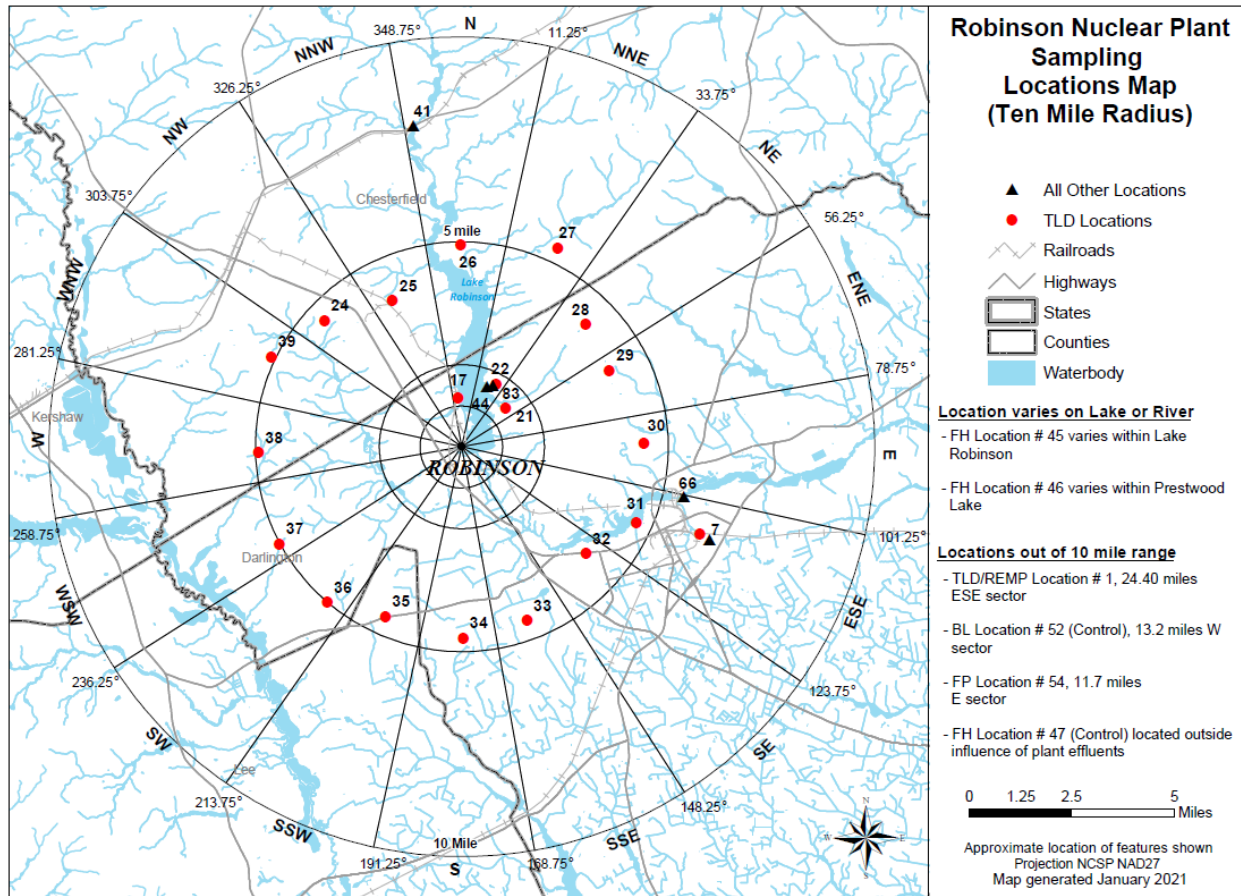 N
348.75°
11.25°
NNW
NNE
326.25°
41
33.75°
NW
NE
303.75°
Chesterfield
56.25°
5 mile
27
26
Lake
Robinson
WNW
ENE
25
24
28
39
29
281.25°
22
78.75°
17
83
44
21
Kershaw
W
38
30
E
ROBINSON
66
31
258.75°
37
7
101.25°
Darlington
32
36
35
33
34
WSW
ESE
236.25°
123.75°
SW
SE
Lee
213.75°
148.25°
SSW
SSE
10 Mile
191.25°
S
168.75°
Robinson Nuclear Plant
Sampling
Locations Map
(Ten Mile Radius)
All Other Locations
TLD Locations
Railroads
Highways
States
Counties
Waterbody
Location varies on Lake or River
- FH Location # 45 varies within Lake
Robinson
- FH Location # 46 varies within Prestwood
Lake
Locations out of 10 mile range
- TLD/REMP Location # 1, 24.40 miles
ESE sector
- BL Location # 52 (Control), 13.2 miles W
sector
- FP Location # 54, 11.7 miles
E sector
- FH Location # 47 (Control) located outside
influence of plant effluents
0 1.25 2.5 5
Miles
N
W E
S
Approximate location of features shown
Projection NCSP NAD27
Map generated January 2021